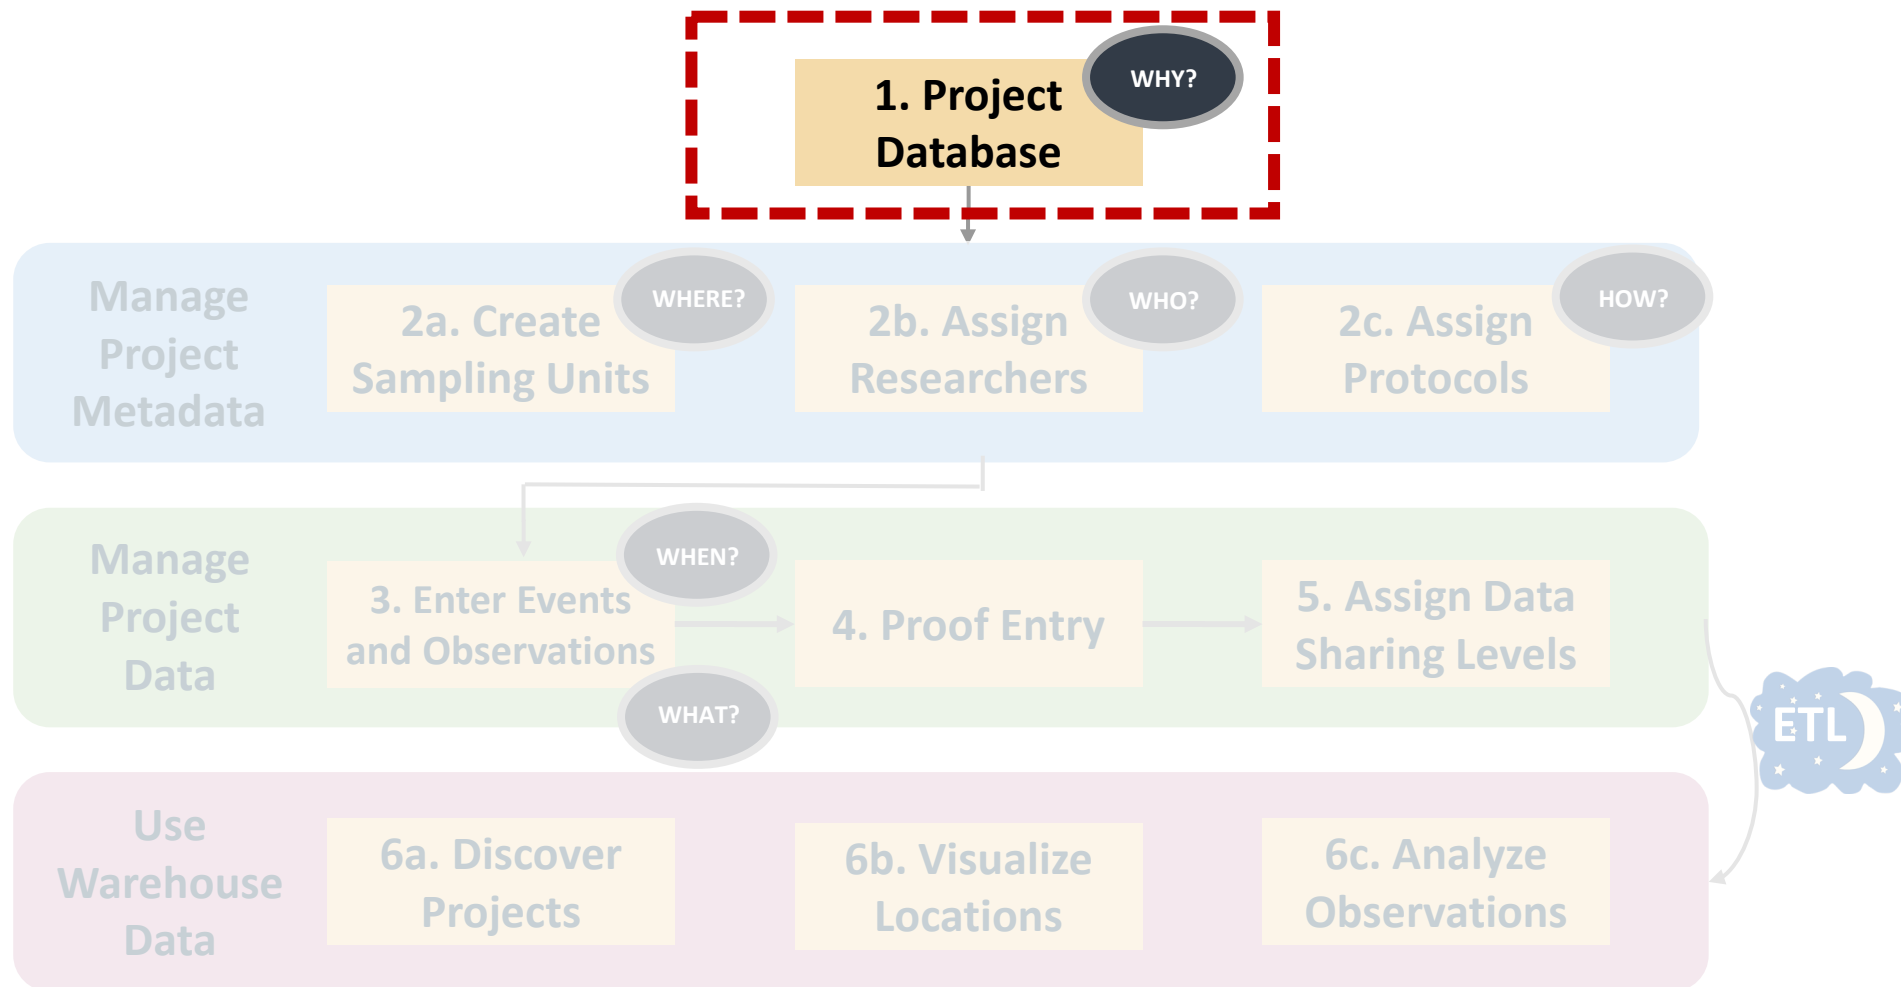 WHY?
1. Project
Database
Manage
Project
Metadata
WHERE?
2a. Create
Sampling Units
WHO?
2b. Assign
Researchers
HOW?
2c. Assign
Protocols
Manage
Project
Data
WHEN?
3. Enter Events
and Observations
WHAT?
4. Proof Entry
5. Assign Data
Sharing Levels
ETL
Use
Warehouse
Data
6a. Discover
Projects
6b. Visualize
Locations
6c. Analyze
Observations